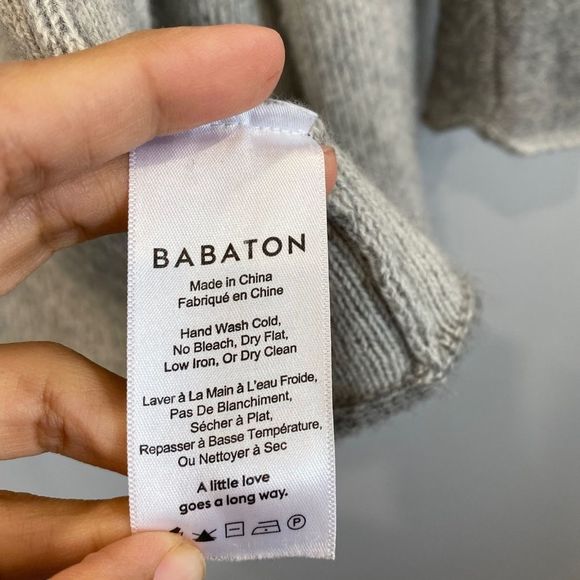 BABATON
Made in China
Fabriqué en Chine
Hand Wash Cold,
No Bleach, Dry Flat,
Low Iron, Or Dry Clean
Laver à La Main à L'eau Froide,
Pas De Blanchiment,
Sécher à Plat,
Repasser à Basse Température,
Ou Nettoyer à Sec
A little love
goes a long way.
P